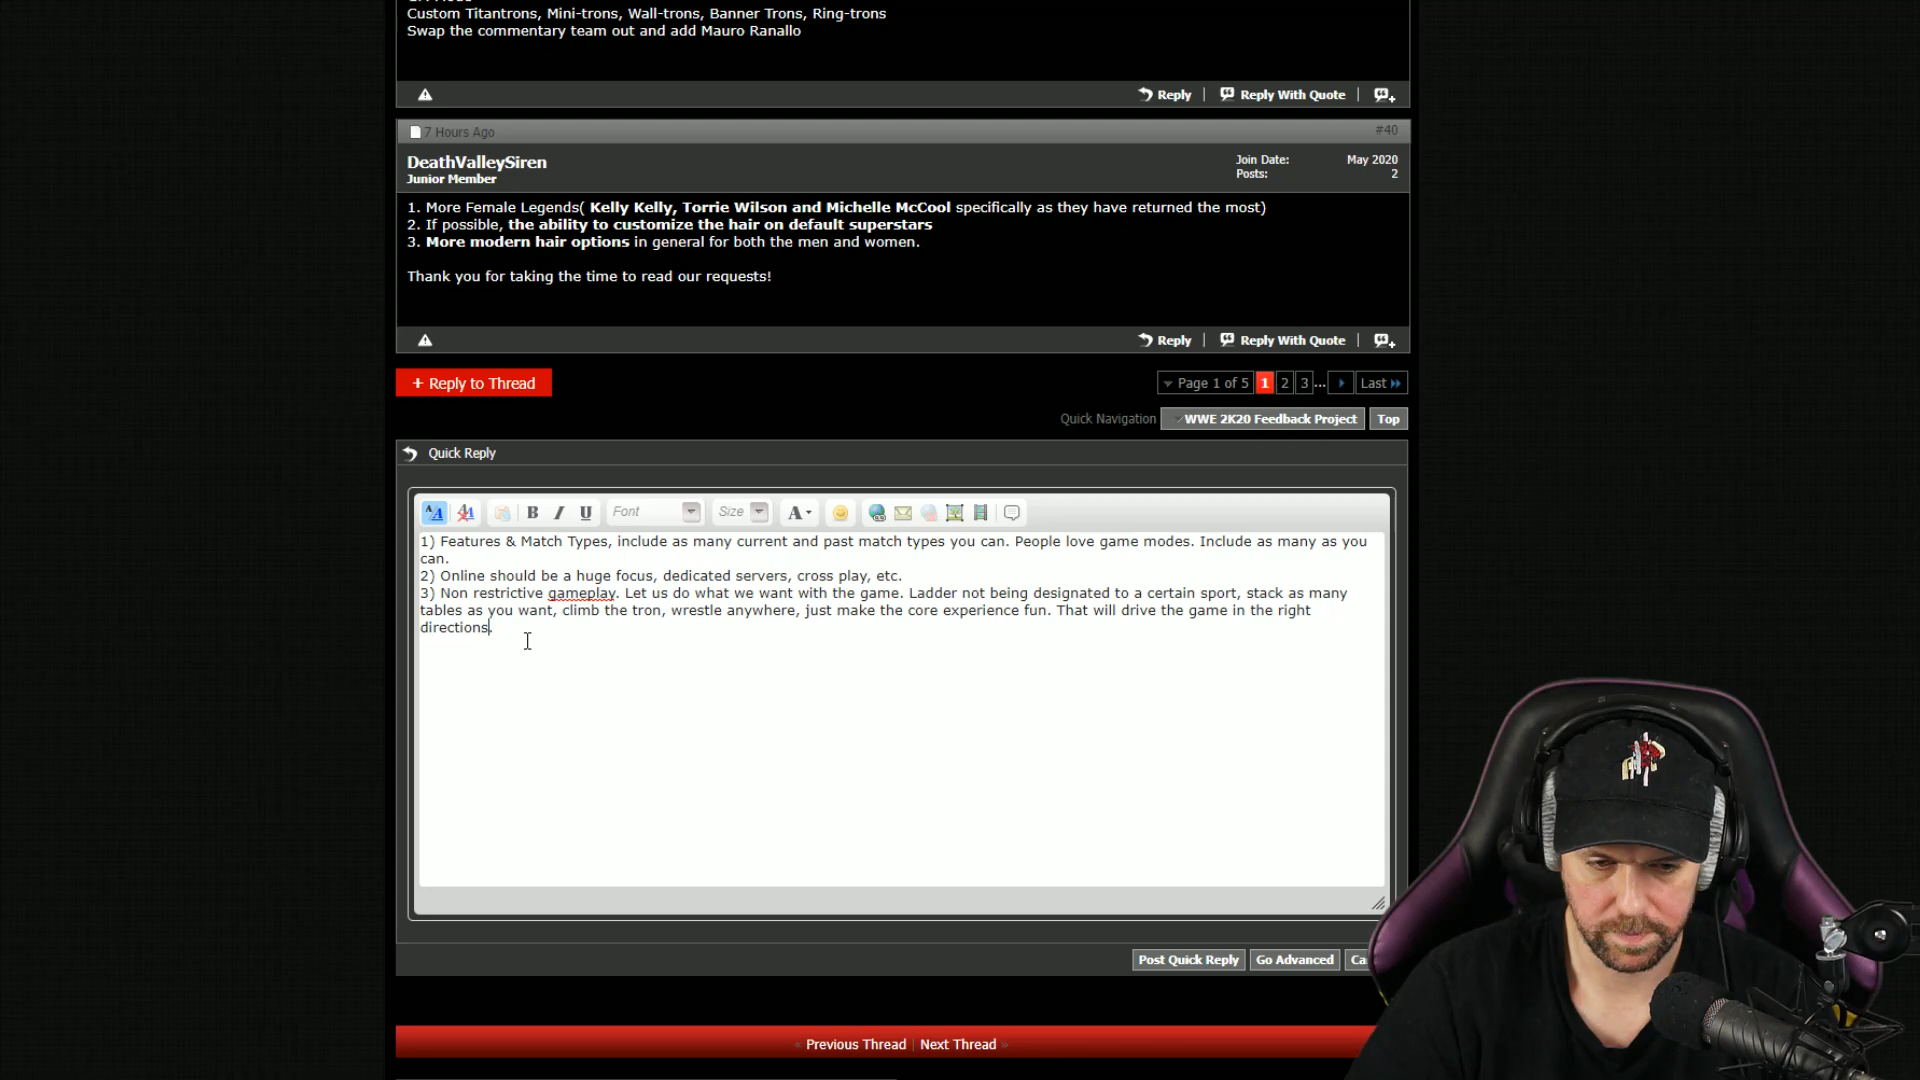 Custom Titantrons, Mini-trons, Wall-trons, Banner Trons, Ring-trons
Swap the commentary team out and add Mauro Ranallo
Reply | Reply With Quote |
7 Hours Ago #40
DeathValleySiren Join Date: May 2020
Junior Member Posts: 2
1. More Female Legends( Kelly Kelly, Torrie Wilson and Michelle McCool specifically as they have returned the most)
2. If possible, the ability to customize the hair on default superstars
3. More modern hair options in general for both the men and women.
Thank you for taking the time to read our requests!
Reply | Reply With Quote |
+ Reply to Thread Page 1 of 5 1 2 3 ... Last
Quick Navigation WWE 2K20 Feedback Project Top
Quick Reply
B I U Font Size A
1) Features & Match Types, include as many current and past match types you can. People love game modes. Include as many as you
can.
2) Online should be a huge focus, dedicated servers, cross play, etc.
3) Non restrictive gameplay. Let us do what we want with the game. Ladder not being designated to a certain sport, stack as many
tables as you want, climb the tron, wrestle anywhere, just make the core experience fun. That will drive the game in the right
directions.
Post Quick Reply Go Advanced Ca
« Previous Thread | Next Thread »